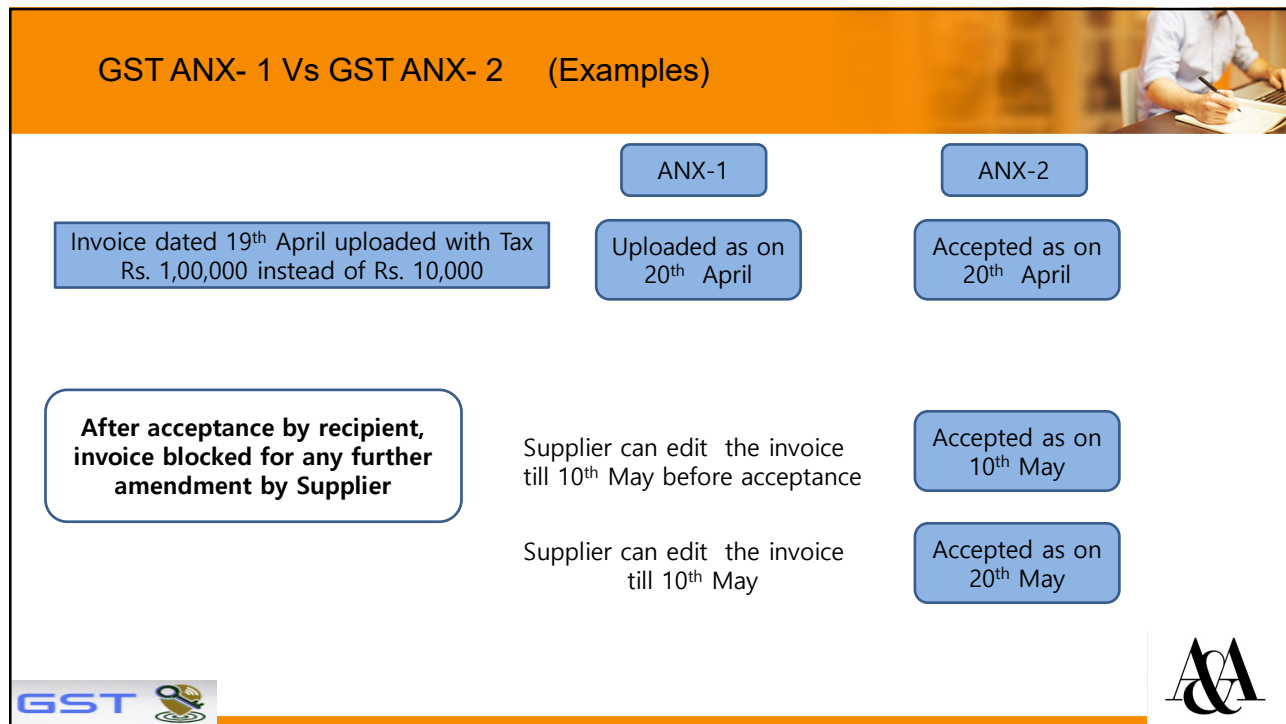 GST ANX- 1 Vs GST ANX- 2 (Examples)
ANX-1
ANX-2
Invoice dated 19th April uploaded with Tax
Rs. 1,00,000 instead of Rs. 10,000
Uploaded as on
20th April
Accepted as on
20th April
After acceptance by recipient,
invoice blocked for any further
amendment by Supplier
Supplier can edit the invoice
till 10th May before acceptance
Accepted as on
10th May
Supplier can edit the invoice
till 10th May
Accepted as on
20th May
GST
A&A